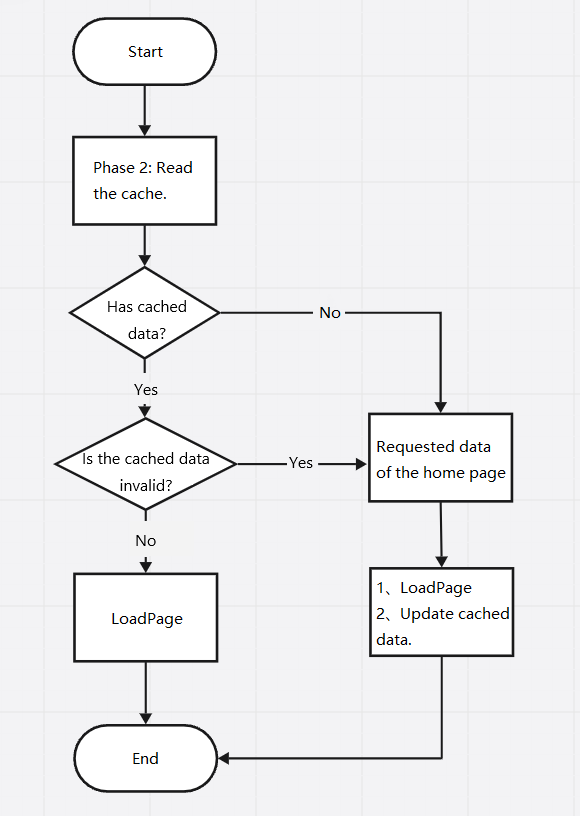 Start
Phase 2: Read
the cache.
Has cached
data?
No
Yes
Is the cached data
invalid?
Yes
Requested data
of the home page
No
LoadPage
1、LoadPage
2、Update cached
data.
End